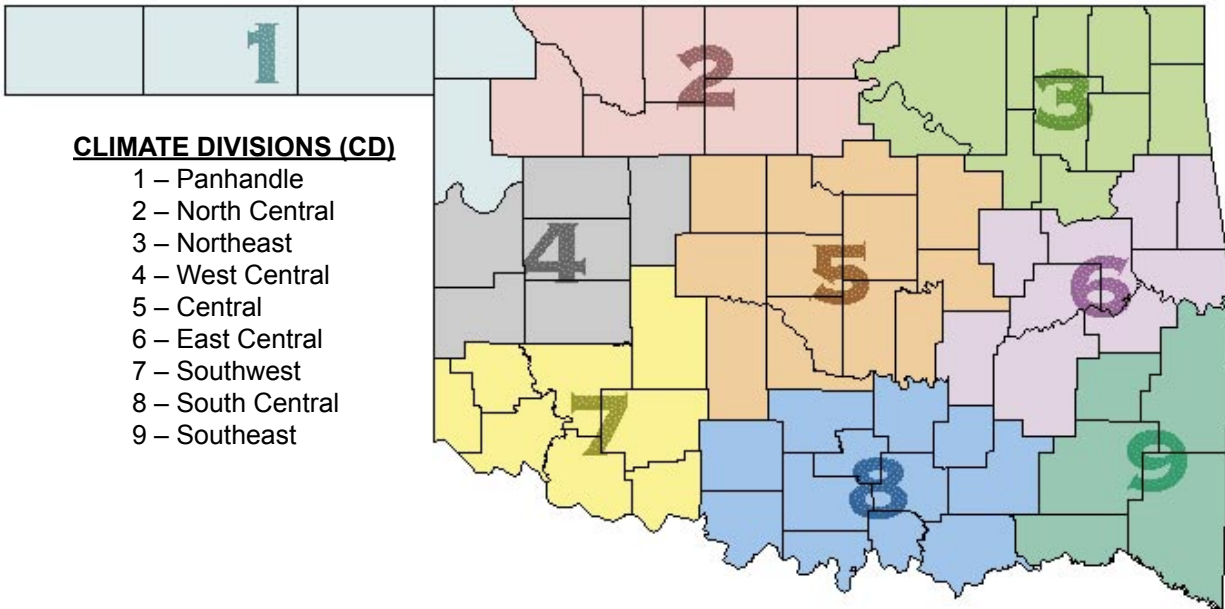 1
2
3
CLIMATE DIVISIONS (CD)
1 – Panhandle
2 – North Central
3 – Northeast
4 – West Central
5 – Central
6 – East Central
7 – Southwest
8 – South Central
9 – Southeast
4
5
6
7
8
9